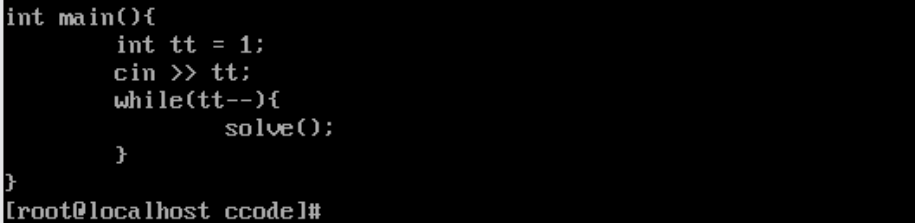 int main(){
        int tt = 1;
        cin >> tt;
        while(tt--){
                solve();
        }
}
[root@localhost ccode]#